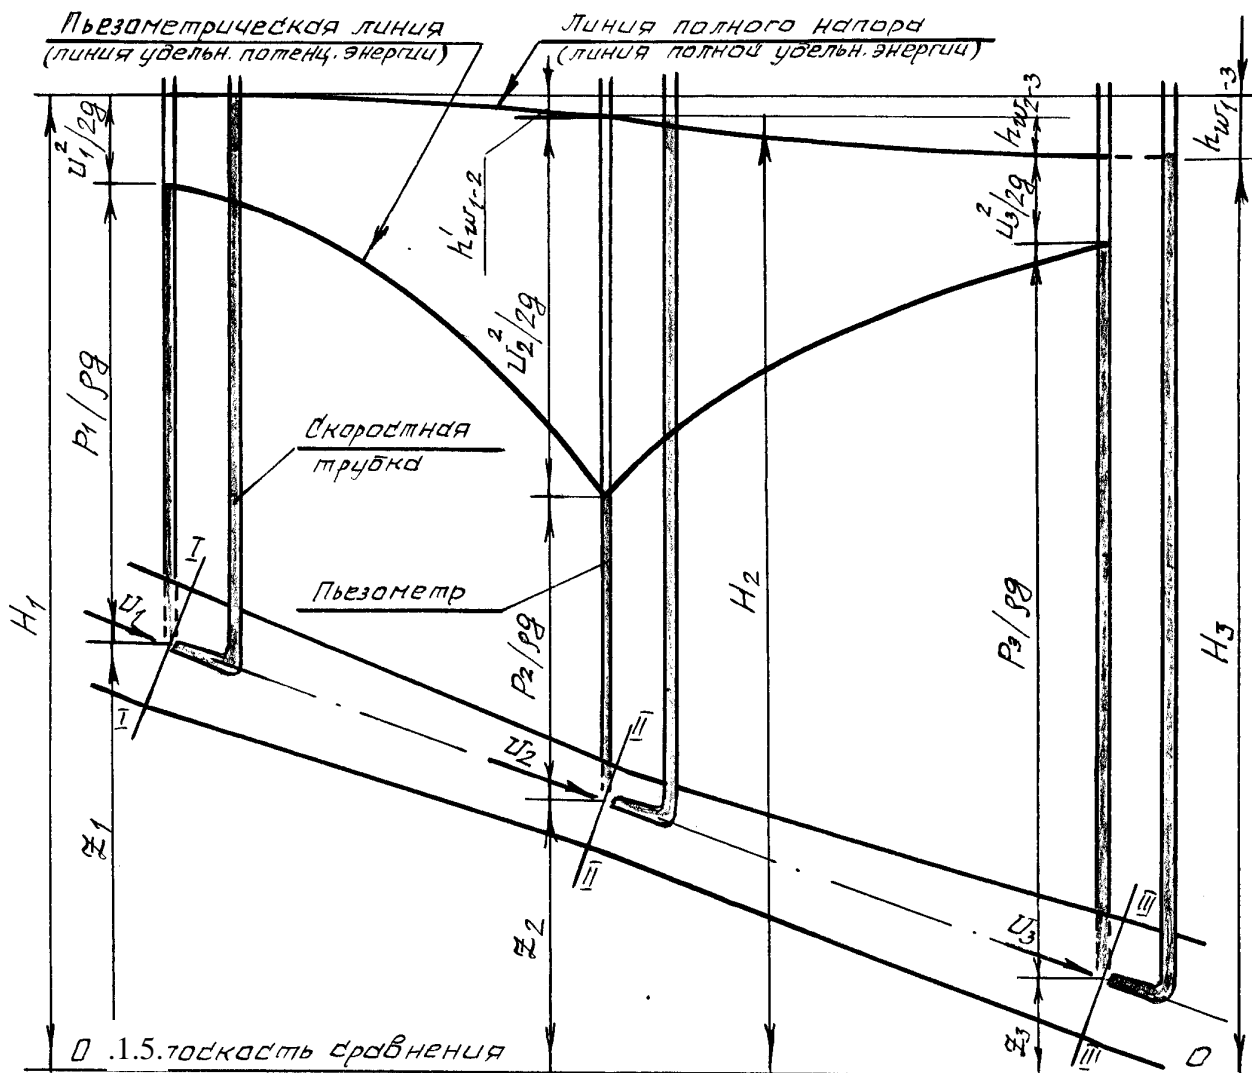 Пьезометрическая линия
(линия удельн. потенц. энергии)
Линия полного напора
(линия полной удельн. энергии)
U₁²/2g
h'w₁₋₂
hw₂₋₃
hw₁₋₃
U₂²/2g
U₃²/2g
P₁/ρg
Скоростная
трубка
Пьезометр
H₁
H₂
H₃
P₂/ρg
P₃/ρg
I
U₁
I
II
U₂
II
III
U₃
III
Z₁
Z₂
Z₃
О .1.5.тоскость сравнения
О